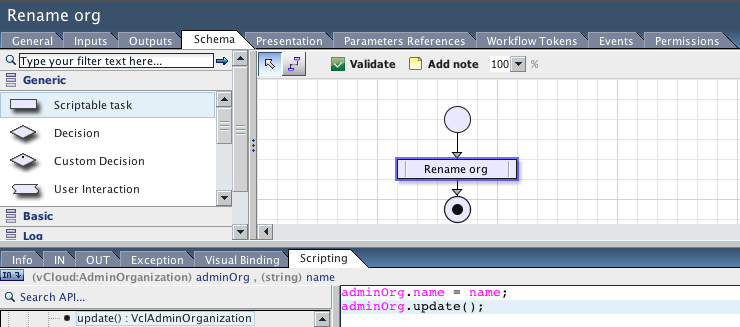 Rename org
General Inputs Outputs Schema Presentation Parameters References Workflow Tokens Events Permissions
Type your filter text here...
Validate Add note 100 %
Generic
Scriptable task
Decision
Custom Decision
User Interaction
Basic
Log
Rename org
Info IN OUT Exception Visual Binding Scripting
IN (vCloud:AdminOrganization) adminOrg , (string) name
Search API...
update() : VclAdminOrganization
adminOrg.name = name;
adminOrg.update();